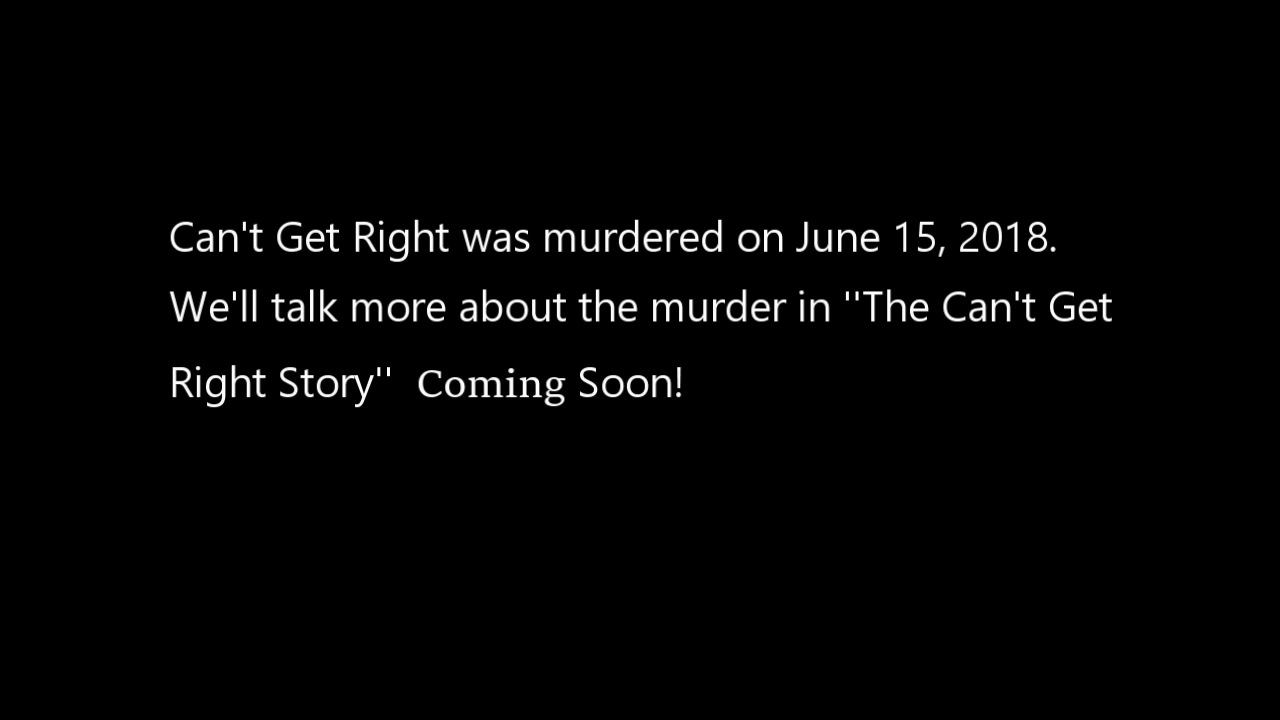 Can't Get Right was murdered on June 15, 2018.
We'll talk more about the murder in ''The Can't Get
Right Story'' Coming Soon!